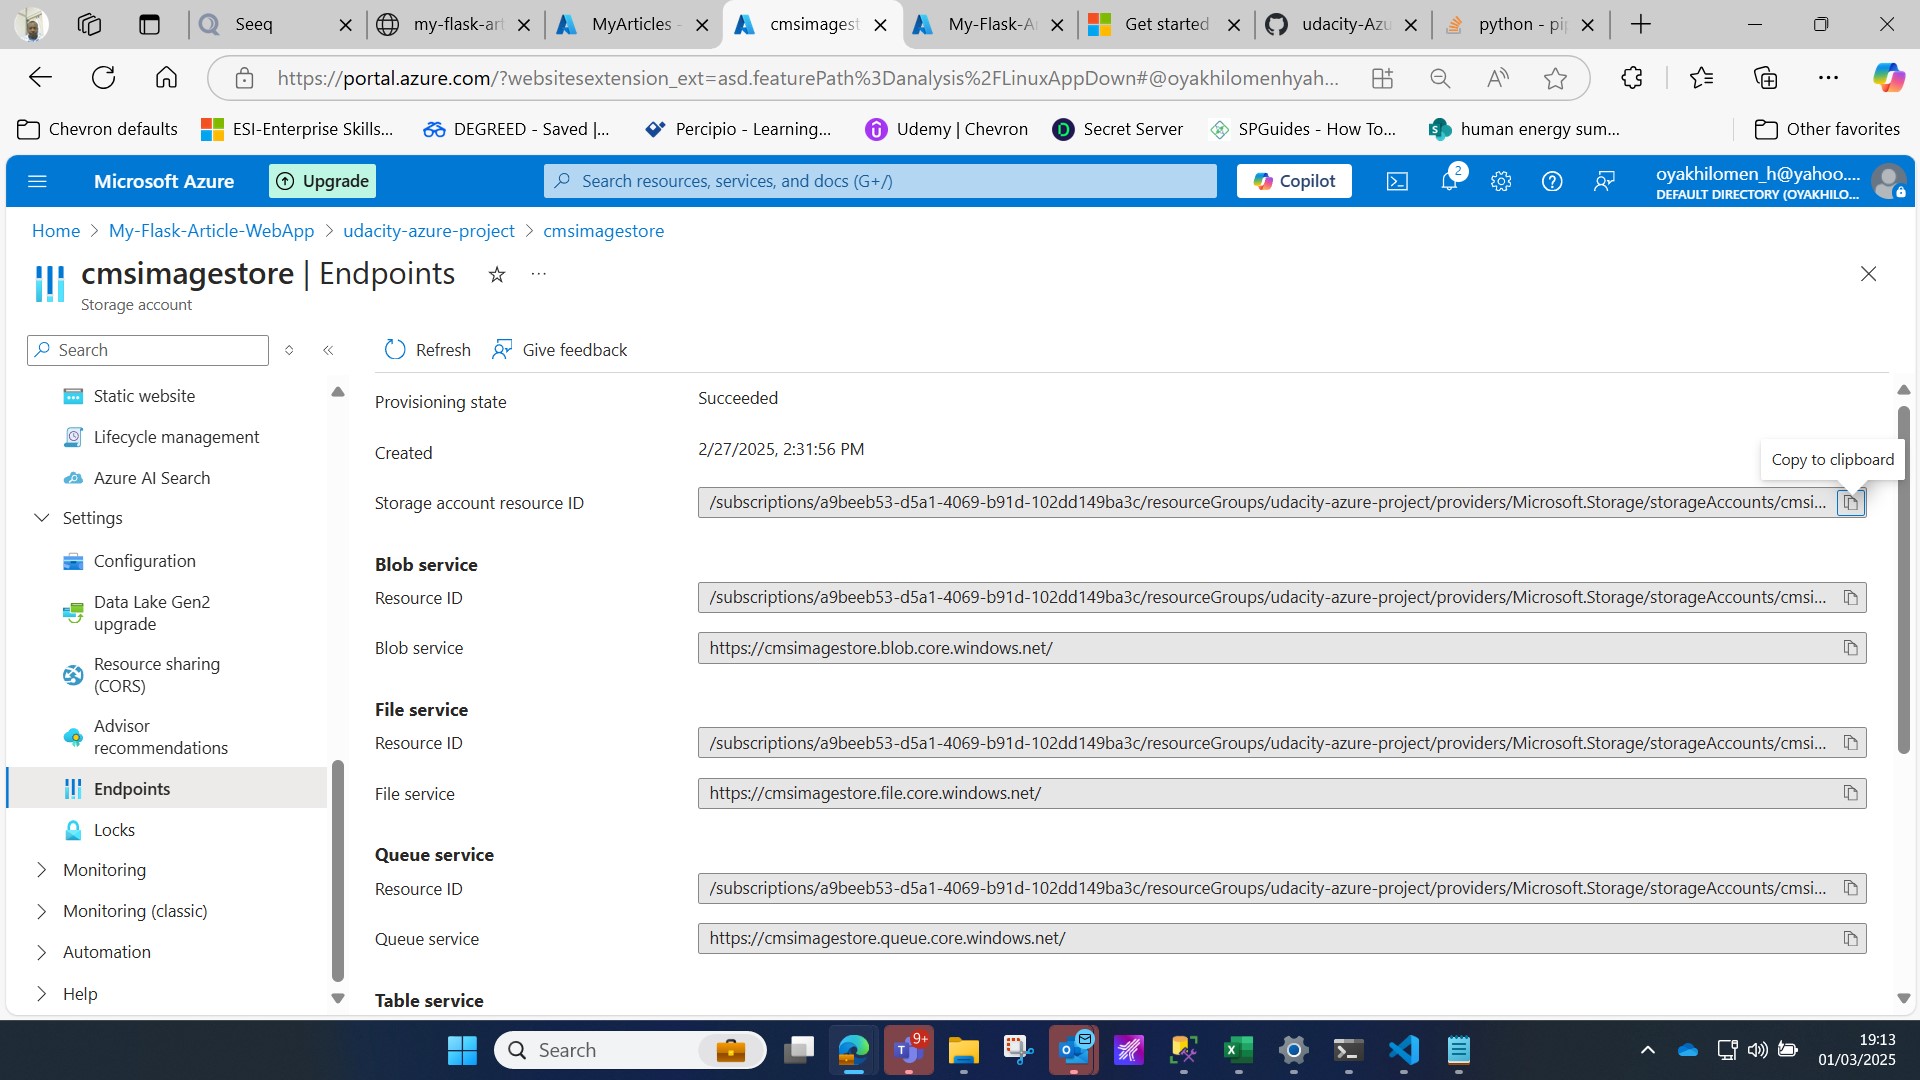 Seeq
my-flask-art
MyArticles -
cmsimagest
My-Flask-Ar
Get started
udacity-Azu
python - pip
https://portal.azure.com/?websitesextension_ext=asd.featurePath%3Danalysis%2FLinuxAppDown#@oyakhilomenhyah...
Chevron defaults
ESI-Enterprise Skills...
DEGREED - Saved |...
Percipio - Learning...
Udemy | Chevron
Secret Server
SPGuides - How To...
human energy sum...
Other favorites
Microsoft Azure
Upgrade
Search resources, services, and docs (G+/)
Copilot
2
oyakhilomen_h@yahoo....
DEFAULT DIRECTORY (OYAKHILO...
Home > My-Flask-Article-WebApp > udacity-azure-project > cmsimagestore
cmsimagestore | Endpoints
Storage account
Search
Refresh
Give feedback
Static website
Lifecycle management
Azure AI Search
Settings
Configuration
Data Lake Gen2
upgrade
Resource sharing
(CORS)
Advisor
recommendations
Endpoints
Locks
Monitoring
Monitoring (classic)
Automation
Help
Provisioning state
Succeeded
Created
2/27/2025, 2:31:56 PM
Copy to clipboard
Storage account resource ID
/subscriptions/a9beeb53-d5a1-4069-b91d-102dd149ba3c/resourceGroups/udacity-azure-project/providers/Microsoft.Storage/storageAccounts/cmsi...
Blob service
Resource ID
/subscriptions/a9beeb53-d5a1-4069-b91d-102dd149ba3c/resourceGroups/udacity-azure-project/providers/Microsoft.Storage/storageAccounts/cmsi...
Blob service
https://cmsimagestore.blob.core.windows.net/
File service
Resource ID
/subscriptions/a9beeb53-d5a1-4069-b91d-102dd149ba3c/resourceGroups/udacity-azure-project/providers/Microsoft.Storage/storageAccounts/cmsi...
File service
https://cmsimagestore.file.core.windows.net/
Queue service
Resource ID
/subscriptions/a9beeb53-d5a1-4069-b91d-102dd149ba3c/resourceGroups/udacity-azure-project/providers/Microsoft.Storage/storageAccounts/cmsi...
Queue service
https://cmsimagestore.queue.core.windows.net/
Table service
Search
9+
19:13
01/03/2025